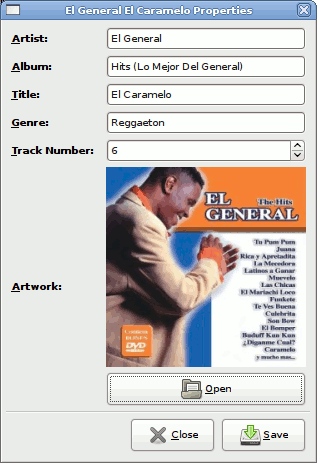 El General El Caramelo Properties
Artist: El General
Album: Hits (Lo Mejor Del General)
Title: El Caramelo
Genre: Reggaeton
Track Number: 6
Artwork:
EL The Hits
GENERAL
Tu Pum Pum
Juana
Rica y Apretadita
La Mecedora
Latinos a Ganar
Muevelo
Las Chicas
El Mariachi Loco
Funkete
Te Ves Buena
Culebrita
Son Bow
El Bomper
Buduff Kun Kun
¿Diganme Cual?
Caramelo
y mucho mas...
DVD
Open
Close Save